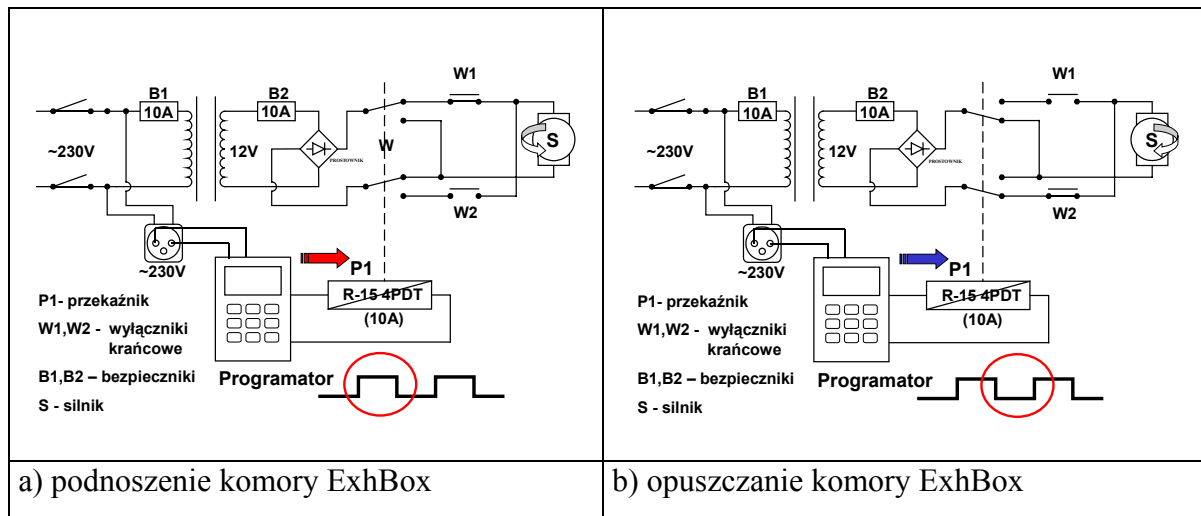 B1
10A
B2
10A
W1
~230V
12V
PROSTOWNIK
W
S
W2
~230V
P1
R-15 4PDT
(10A)
P1- przekaźnik
W1,W2 - wyłączniki
krańcowe
B1,B2 – bezpieczniki
S - silnik
Programator
a) podnoszenie komory ExhBox
B1
10A
B2
10A
W1
~230V
12V
PROSTOWNIK
S
W2
~230V
P1
R-15 4PDT
(10A)
P1- przekaźnik
W1,W2 - wyłączniki
krańcowe
B1,B2 – bezpieczniki
S - silnik
Programator
b) opuszczanie komory ExhBox